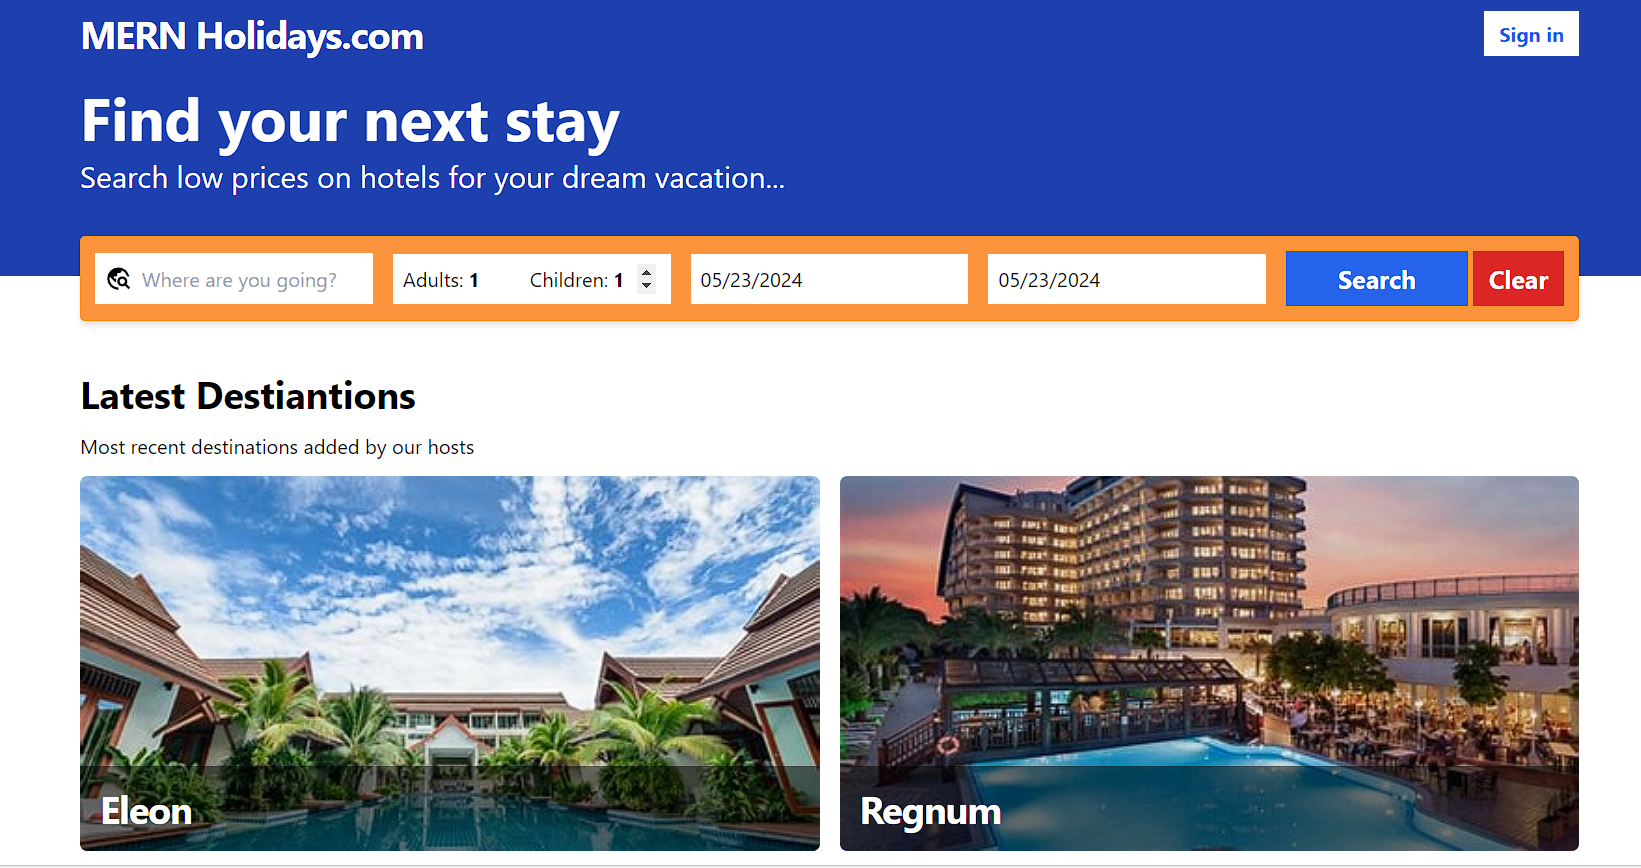 MERN Holidays.com
Sign in
Find your next stay
Search low prices on hotels for your dream vacation...
Where are you going?
Adults: 1 Children: 1
05/23/2024
05/23/2024
Search
Clear
Latest Destiantions
Most recent destinations added by our hosts
Eleon
Regnum